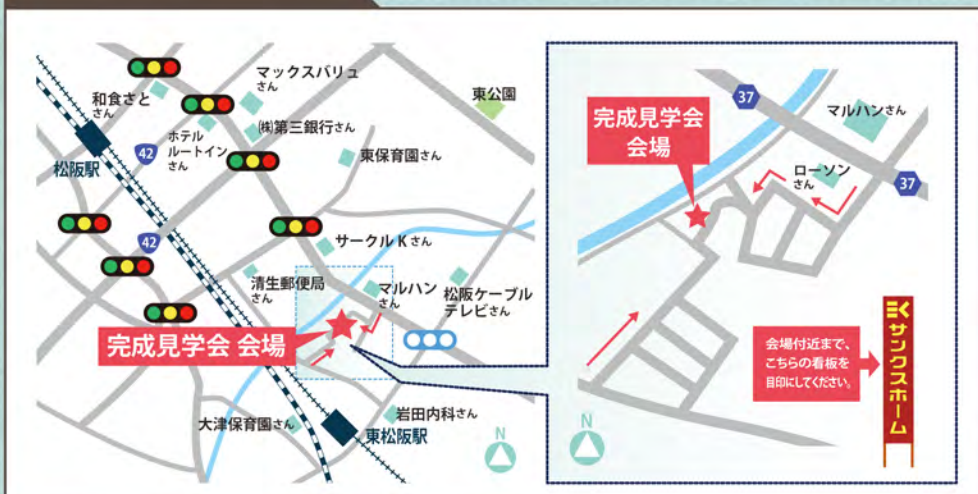 マックスバリュ
さん
和食さと
さん
東公園
ホテル
ルートイン
さん
㈱第三銀行さん
42
松阪駅
東保育園さん
42
サークルKさん
清生郵便局
さん
マルハン
さん
松阪ケーブル
テレビさん
完成見学会 会場
大津保育園さん
岩田内科さん
東松阪駅
N
37
マルハンさん
完成見学会
会場
ローソン
さん
37
会場付近まで、
こちらの看板を
目印にしてください。
サンクスホーム
N